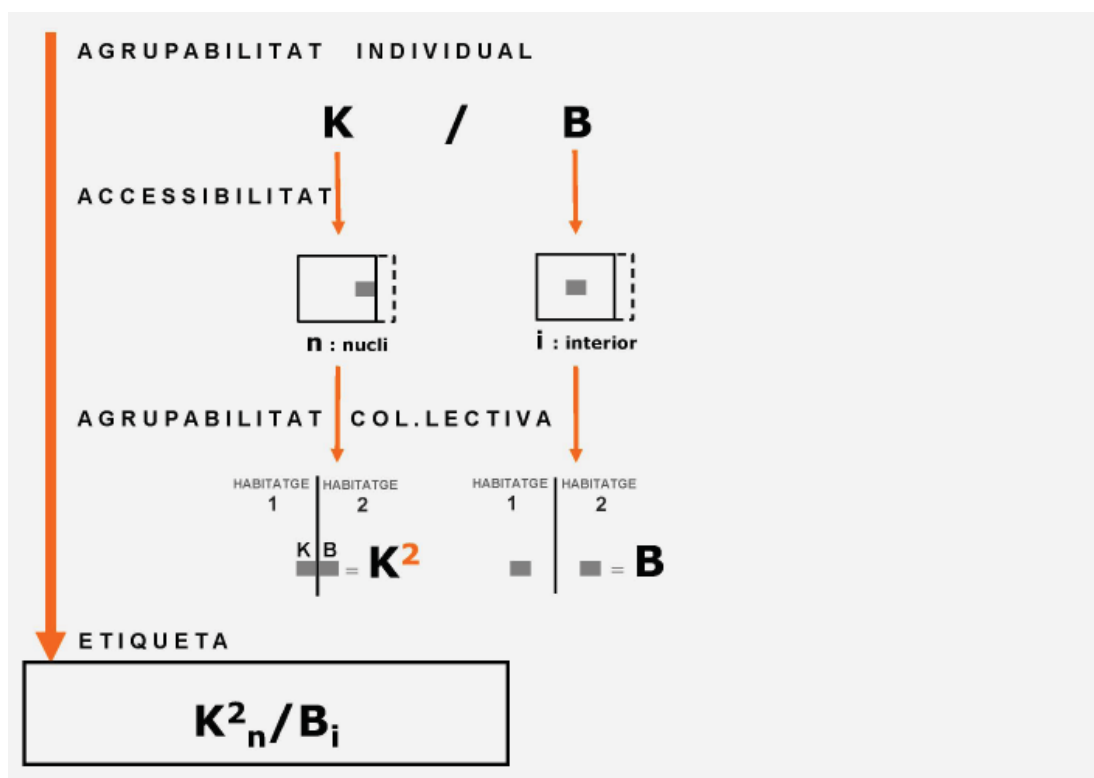 AGRUPABILITAT INDIVIDUAL
K / B
ACCESSIBILITAT
n : nucli i : interior
AGRUPABILITAT COL.LECTIVA
HABITATGE HABITATGE HABITATGE HABITATGE
1 2 1 2
K B = K² = B
ETIQUETA
K²n/Bi